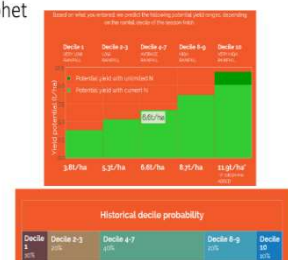 phet
Based on what you entered, we predict the following potential yield ranges, depending
on the rainfall decile of the season finish.
Decile 1 Decile 2-3 Decile 4-7 Decile 8-9 Decile 10
Potential yield with unlimited N
Potential yield with current N
Yield potential (t/ha)
6.6t/ha
3.8t/ha 5.3t/ha 6.6t/ha 8.7t/ha 11.9t/ha*
Historical decile probability
Decile 1 Decile 2-3 Decile 4-7 Decile 8-9 Decile 10
10% 20% 40% 20% 10%